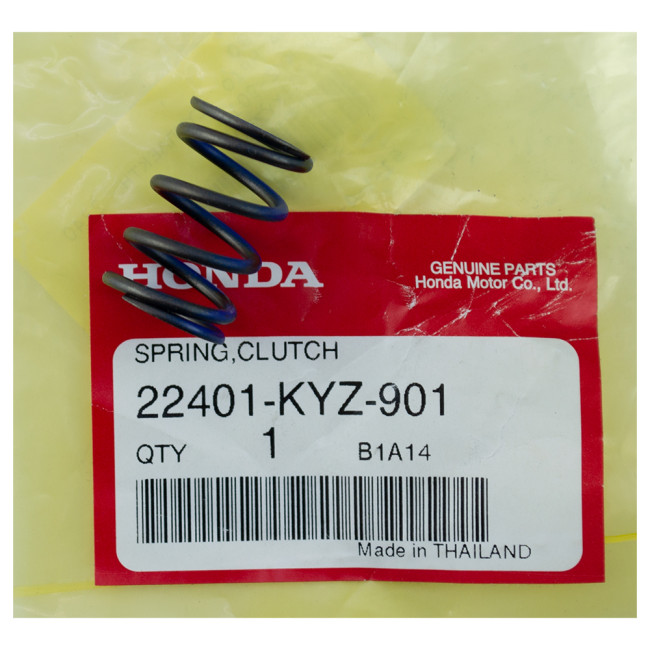 HONDA
GENUINE PARTS
Honda Motor Co., Ltd.
SPRING,CLUTCH
22401-KYZ-901
QTY 1 B1A14
Made in THAILAND